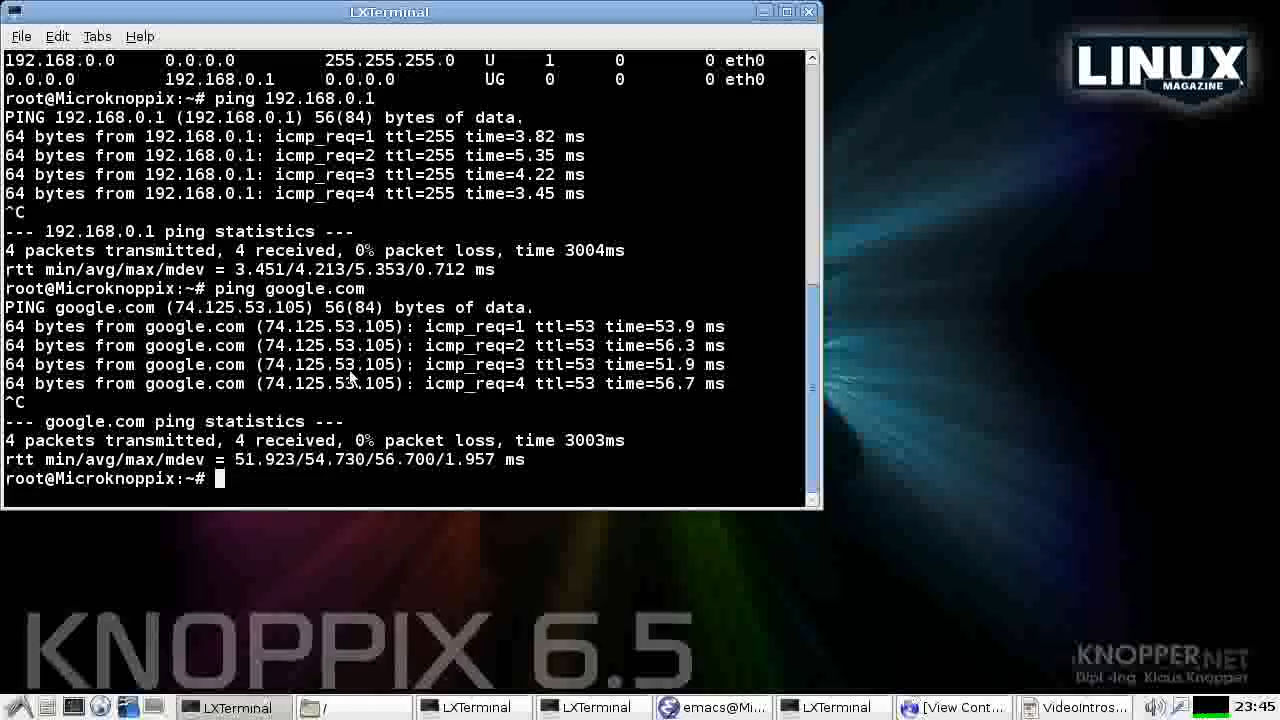 LXTerminal
File Edit Tabs Help
192.168.0.0 0.0.0.0 255.255.255.0 U 1 0 0 eth0
0.0.0.0 192.168.0.1 0.0.0.0 UG 0 0 0 eth0
root@Microknoppix:~# ping 192.168.0.1
PING 192.168.0.1 (192.168.0.1) 56(84) bytes of data.
64 bytes from 192.168.0.1: icmp_req=1 ttl=255 time=3.82 ms
64 bytes from 192.168.0.1: icmp_req=2 ttl=255 time=5.35 ms
64 bytes from 192.168.0.1: icmp_req=3 ttl=255 time=4.22 ms
64 bytes from 192.168.0.1: icmp_req=4 ttl=255 time=3.45 ms
^C
--- 192.168.0.1 ping statistics ---
4 packets transmitted, 4 received, 0% packet loss, time 3004ms
rtt min/avg/max/mdev = 3.451/4.213/5.353/0.712 ms
root@Microknoppix:~# ping google.com
PING google.com (74.125.53.105) 56(84) bytes of data.
64 bytes from google.com (74.125.53.105): icmp_req=1 ttl=53 time=53.9 ms
64 bytes from google.com (74.125.53.105): icmp_req=2 ttl=53 time=56.3 ms
64 bytes from google.com (74.125.53.105): icmp_req=3 ttl=53 time=51.9 ms
64 bytes from google.com (74.125.53.105): icmp_req=4 ttl=53 time=56.7 ms
^C
--- google.com ping statistics ---
4 packets transmitted, 4 received, 0% packet loss, time 3003ms
rtt min/avg/max/mdev = 51.923/54.730/56.700/1.957 ms
root@Microknoppix:~#
LINUX
MAGAZINE
KNOPPIX 6.5
KNOPPER.NET
Dipl.-Ing. Klaus Knopper
LXTerminal LXTerminal LXTerminal emacs@Mi... LXTerminal [View Cont... VideoIntros... 23:45